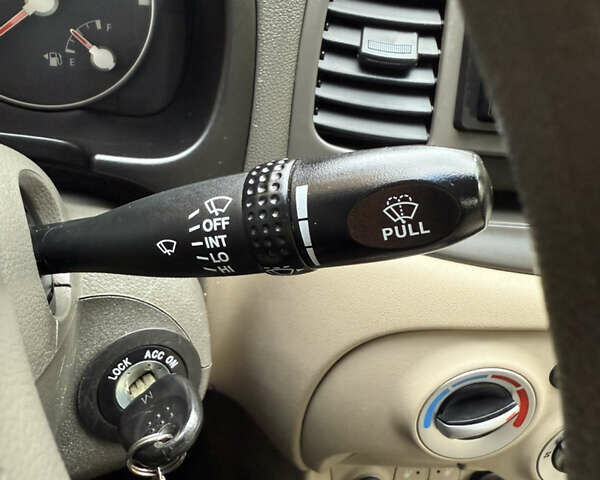 F
E
OFF
INT
LO
HI
PULL
LOCK ACC ON
M